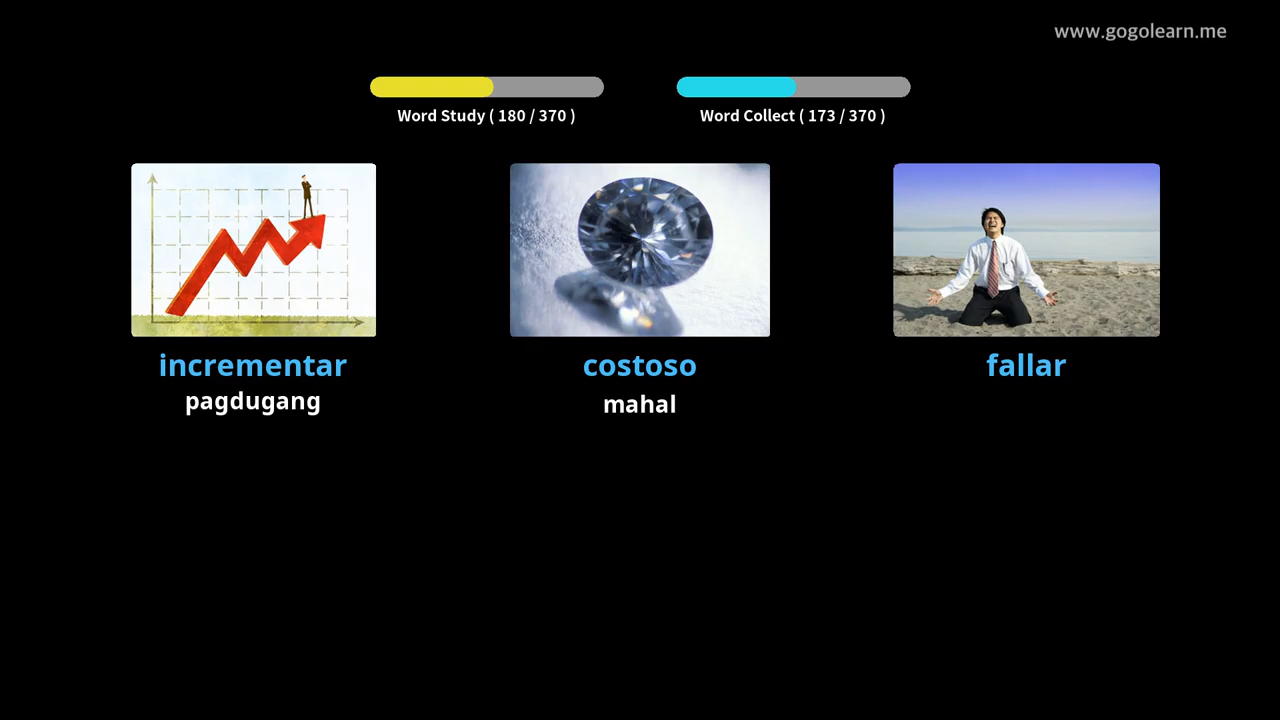 www.gogolearn.me
Word Study ( 180 / 370 )
Word Collect ( 173 / 370 )
incrementar
pagdugang
costoso
mahal
fallar